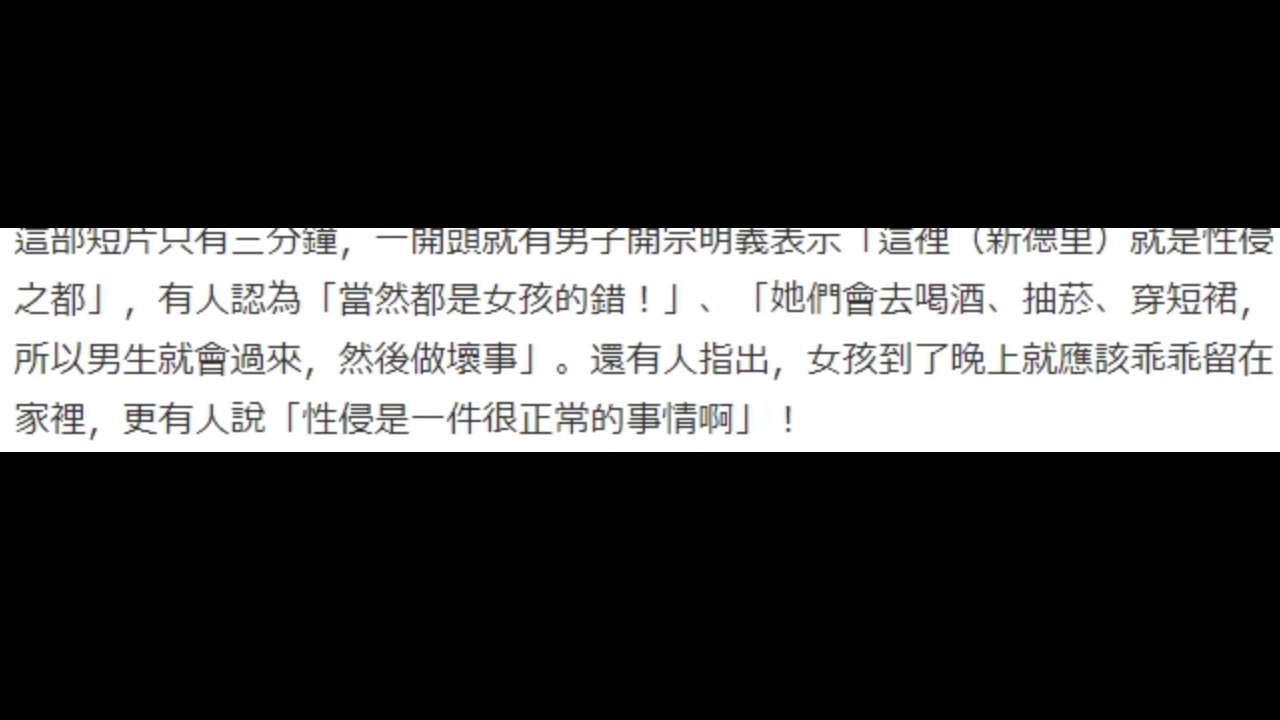 這部短片只有三分鐘，一開頭就有男子開宗明義表示「這裡（新德里）就是性侵
之都」，有人認為「當然都是女孩的錯！」、「她們會去喝酒、抽菸、穿短裙，
所以男生就會過來，然後做壞事」。還有人指出，女孩到了晚上就應該乖乖留在
家裡，更有人說「性侵是一件很正常的事情啊」！